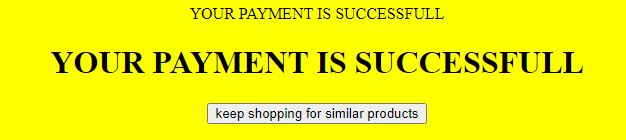 YOUR PAYMENT IS SUCCESSFULL
YOUR PAYMENT IS SUCCESSFULL
keep shopping for similar products